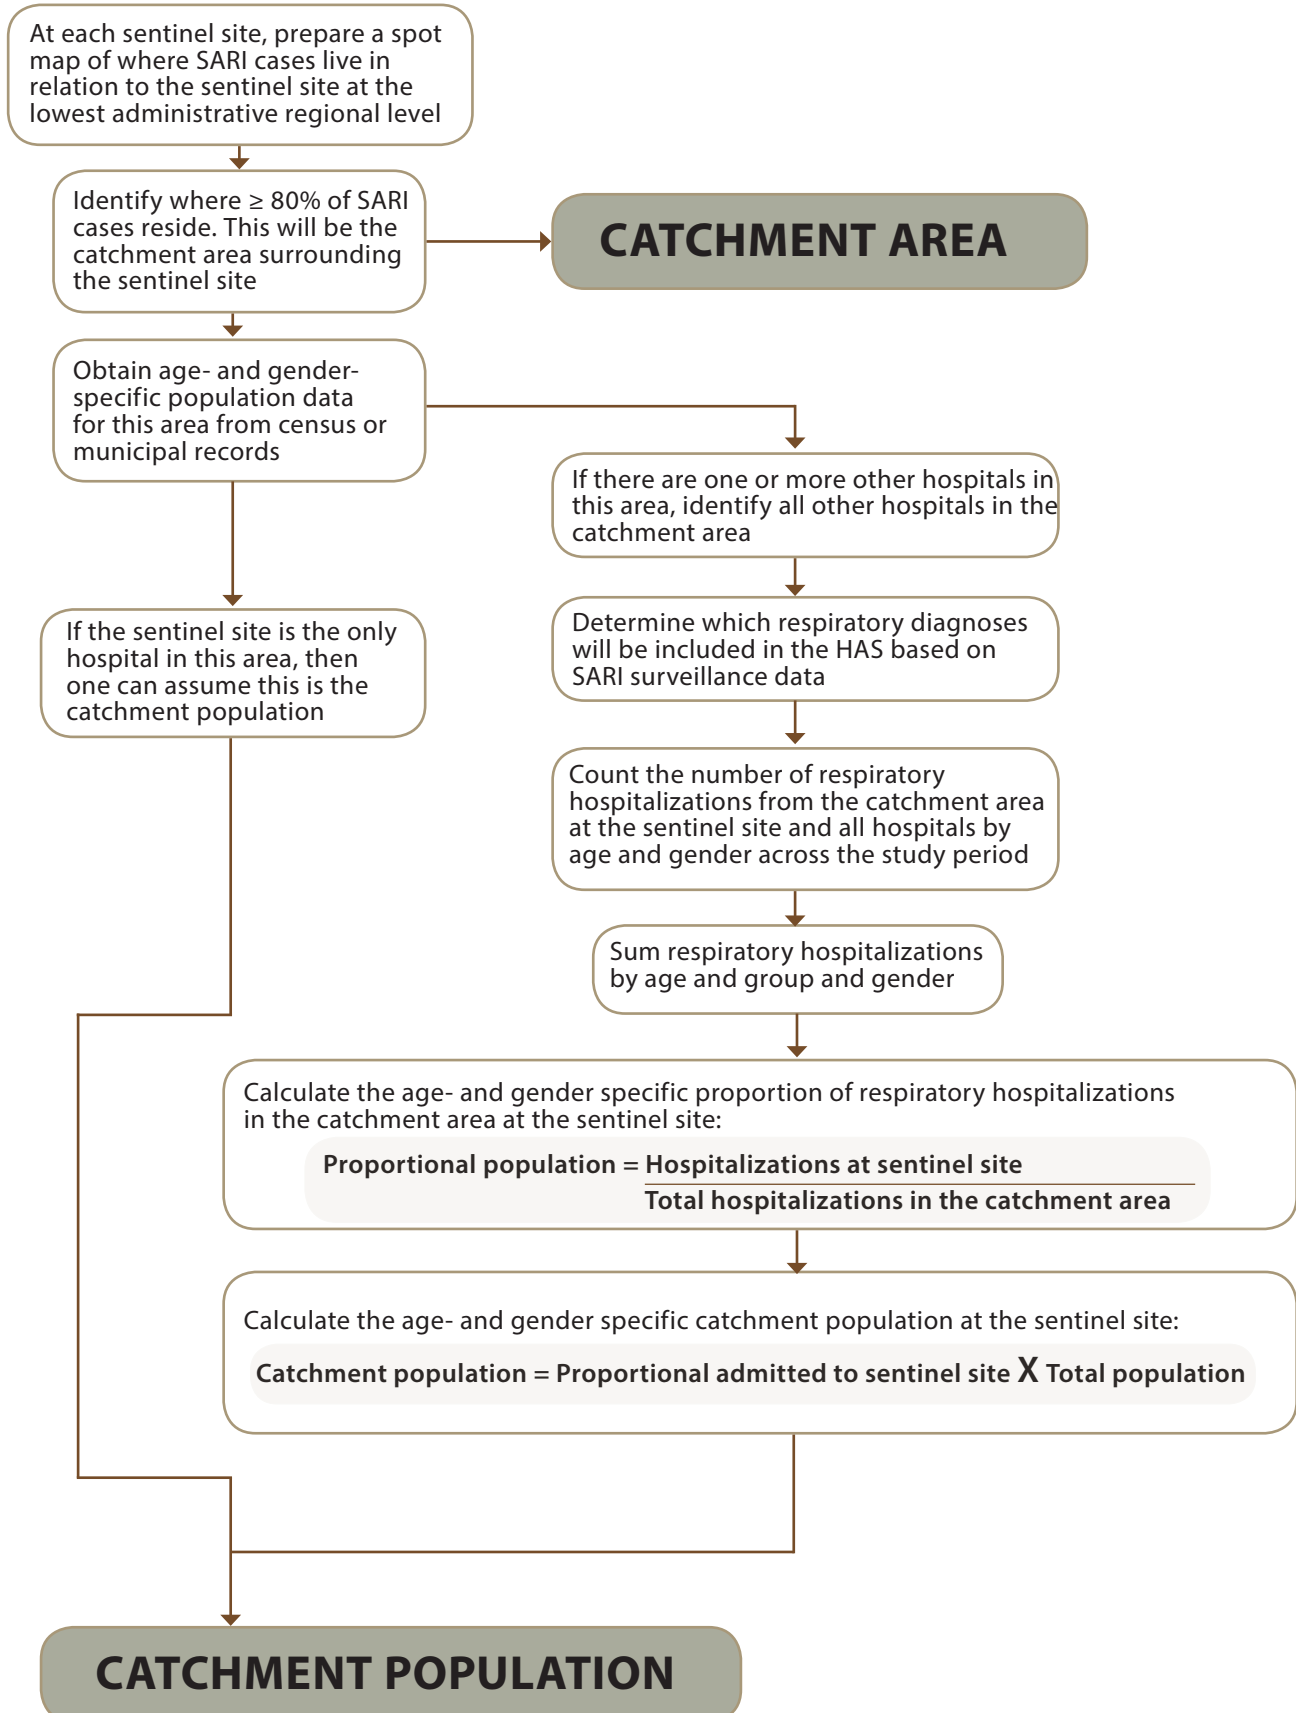 At each sentinel site, prepare a spot
map of where SARI cases live in
relation to the sentinel site at the
lowest administrative regional level
Identify where ≥ 80% of SARI
cases reside. This will be the
catchment area surrounding
the sentinel site
CATCHMENT AREA
Obtain age- and gender-
specific population data
for this area from census or
municipal records
If there are one or more other hospitals in
this area, identify all other hospitals in the
catchment area
If the sentinel site is the only
hospital in this area, then
one can assume this is the
catchment population
Determine which respiratory diagnoses
will be included in the HAS based on
SARI surveillance data
Count the number of respiratory
hospitalizations from the catchment area
at the sentinel site and all hospitals by
age and gender across the study period
Sum respiratory hospitalizations
by age and group and gender
Calculate the age- and gender specific proportion of respiratory hospitalizations
in the catchment area at the sentinel site:
Proportional population = Hospitalizations at sentinel site
Total hospitalizations in the catchment area
Calculate the age- and gender specific catchment population at the sentinel site:
Catchment population = Proportional admitted to sentinel site X Total population
CATCHMENT POPULATION